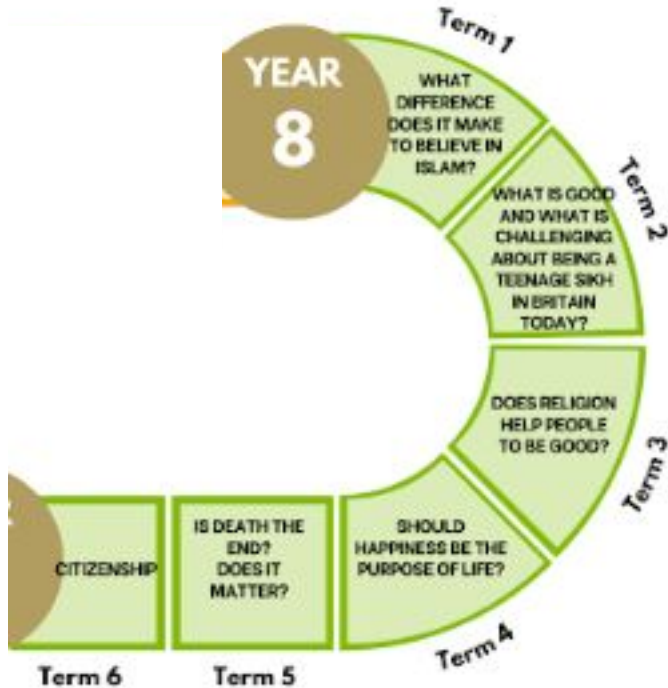 YEAR
8
Term 1
WHAT
DIFFERENCE
DOES IT MAKE
TO BELIEVE IN
ISLAM?
Term 2
WHAT IS GOOD
AND WHAT IS
CHALLENGING
ABOUT BEING A
TEENAGE SIKH
IN BRITAIN
TODAY?
Term 3
DOES RELIGION
HELP PEOPLE
TO BE GOOD?
Term 4
SHOULD
HAPPINESS BE THE
PURPOSE OF LIFE?
Term 5
IS DEATH THE
END?
DOES IT
MATTER?
Term 6
CITIZENSHIP